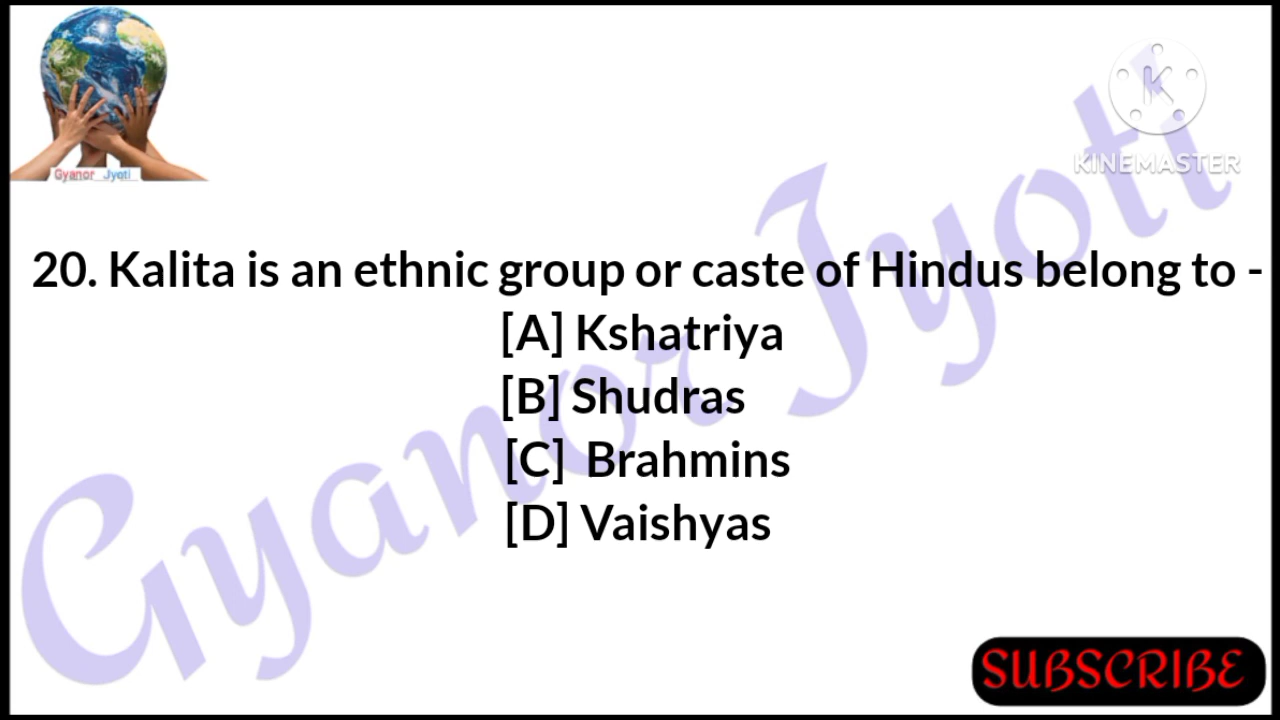 Gyanor Jyoti
K
KINEMASTER
Gyanor Jyoti
20. Kalita is an ethnic group or caste of Hindus belong to -
[A] Kshatriya
[B] Shudras
[C] Brahmins
[D] Vaishyas
SUBSCRIBE